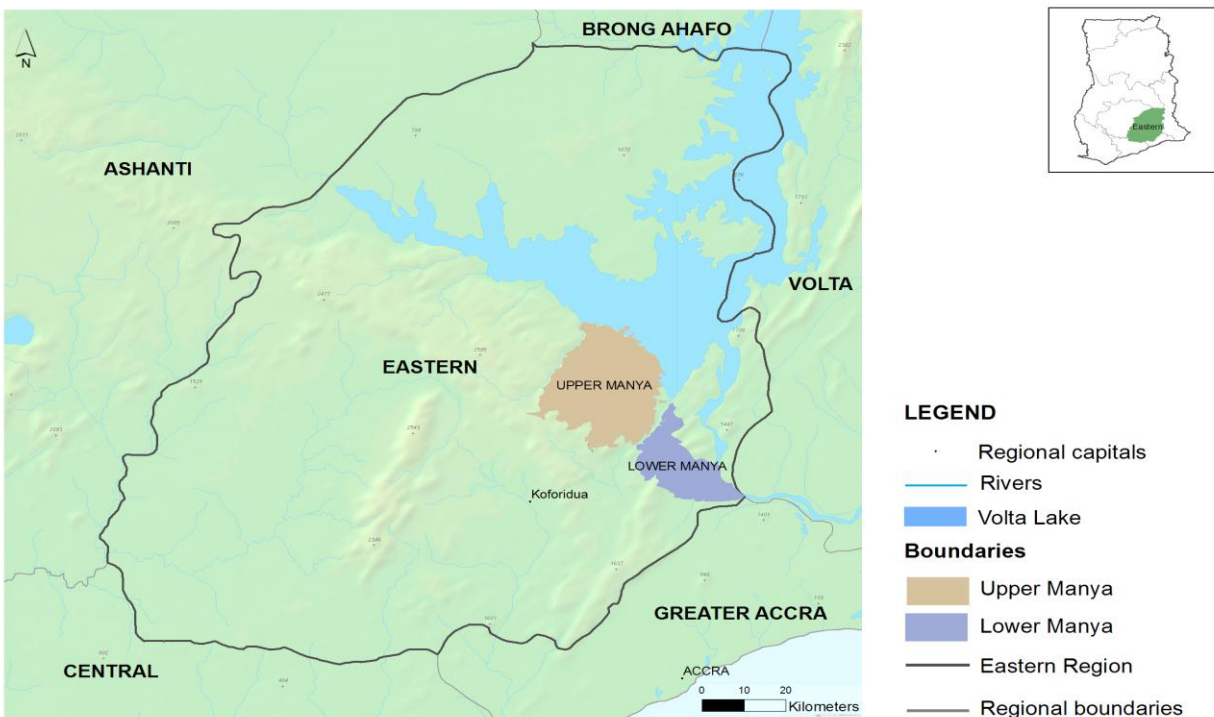 BRONG AHAFO
N
ASHANTI
VOLTA
EASTERN
UPPER MANYA
LOWER MANYA
Koforidua
GREATER ACCRA
CENTRAL
ACCRA
0 10 20
Kilometers
Eastern
LEGEND
Regional capitals
Rivers
Volta Lake
Boundaries
Upper Manya
Lower Manya
Eastern Region
Regional boundaries